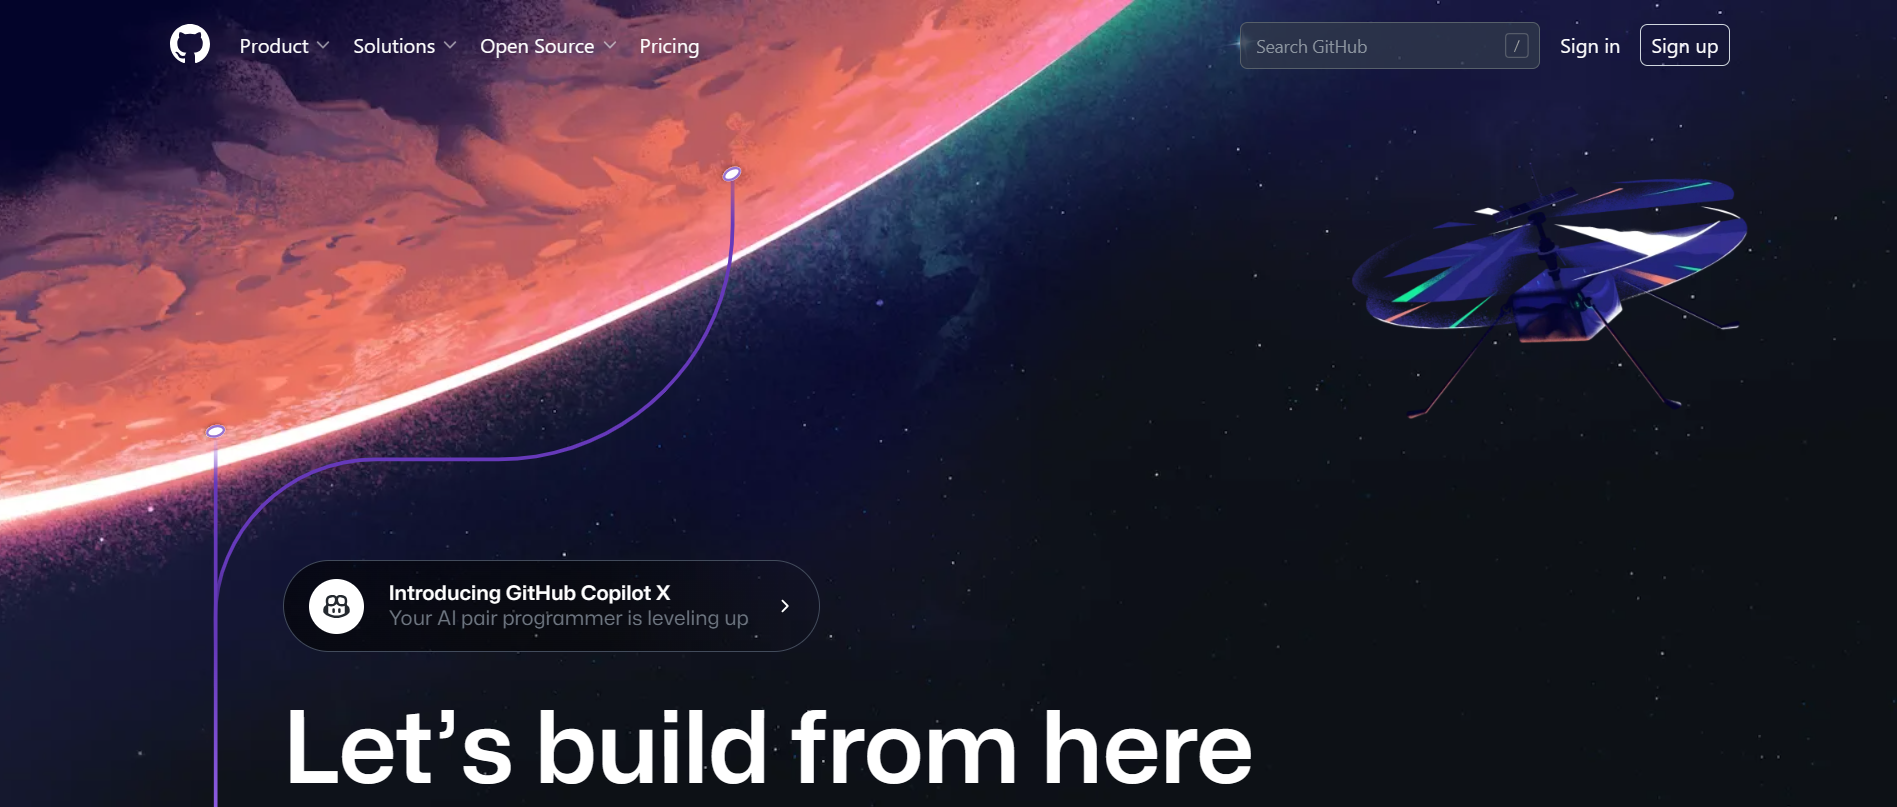 Product
Solutions
Open Source
Pricing
Search GitHub
/
Sign in
Sign up
Introducing GitHub Copilot X
Your AI pair programmer is leveling up
Let’s build from here